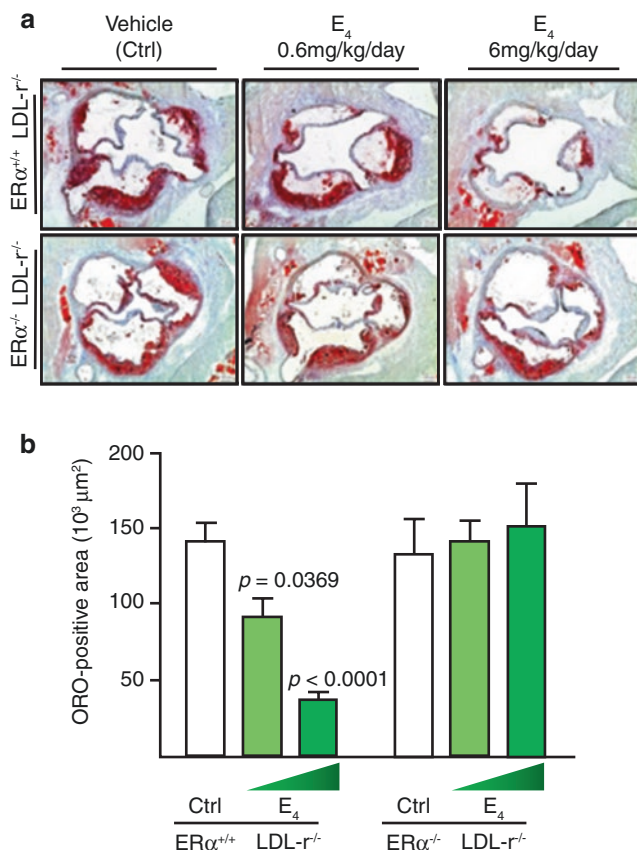 a
Vehicle
(Ctrl)
E₄
0.6mg/kg/day
E₄
6mg/kg/day
ERα⁺/⁺ LDL-r⁻/⁻
ERα⁻/⁻ LDL-r⁻/⁻
b
ORO-positive area (10³ μm²)
200
150
100
50
p = 0.0369
p < 0.0001
Ctrl E₄ Ctrl E₄
ERα⁺/⁺ LDL-r⁻/⁻ ERα⁻/⁻ LDL-r⁻/⁻